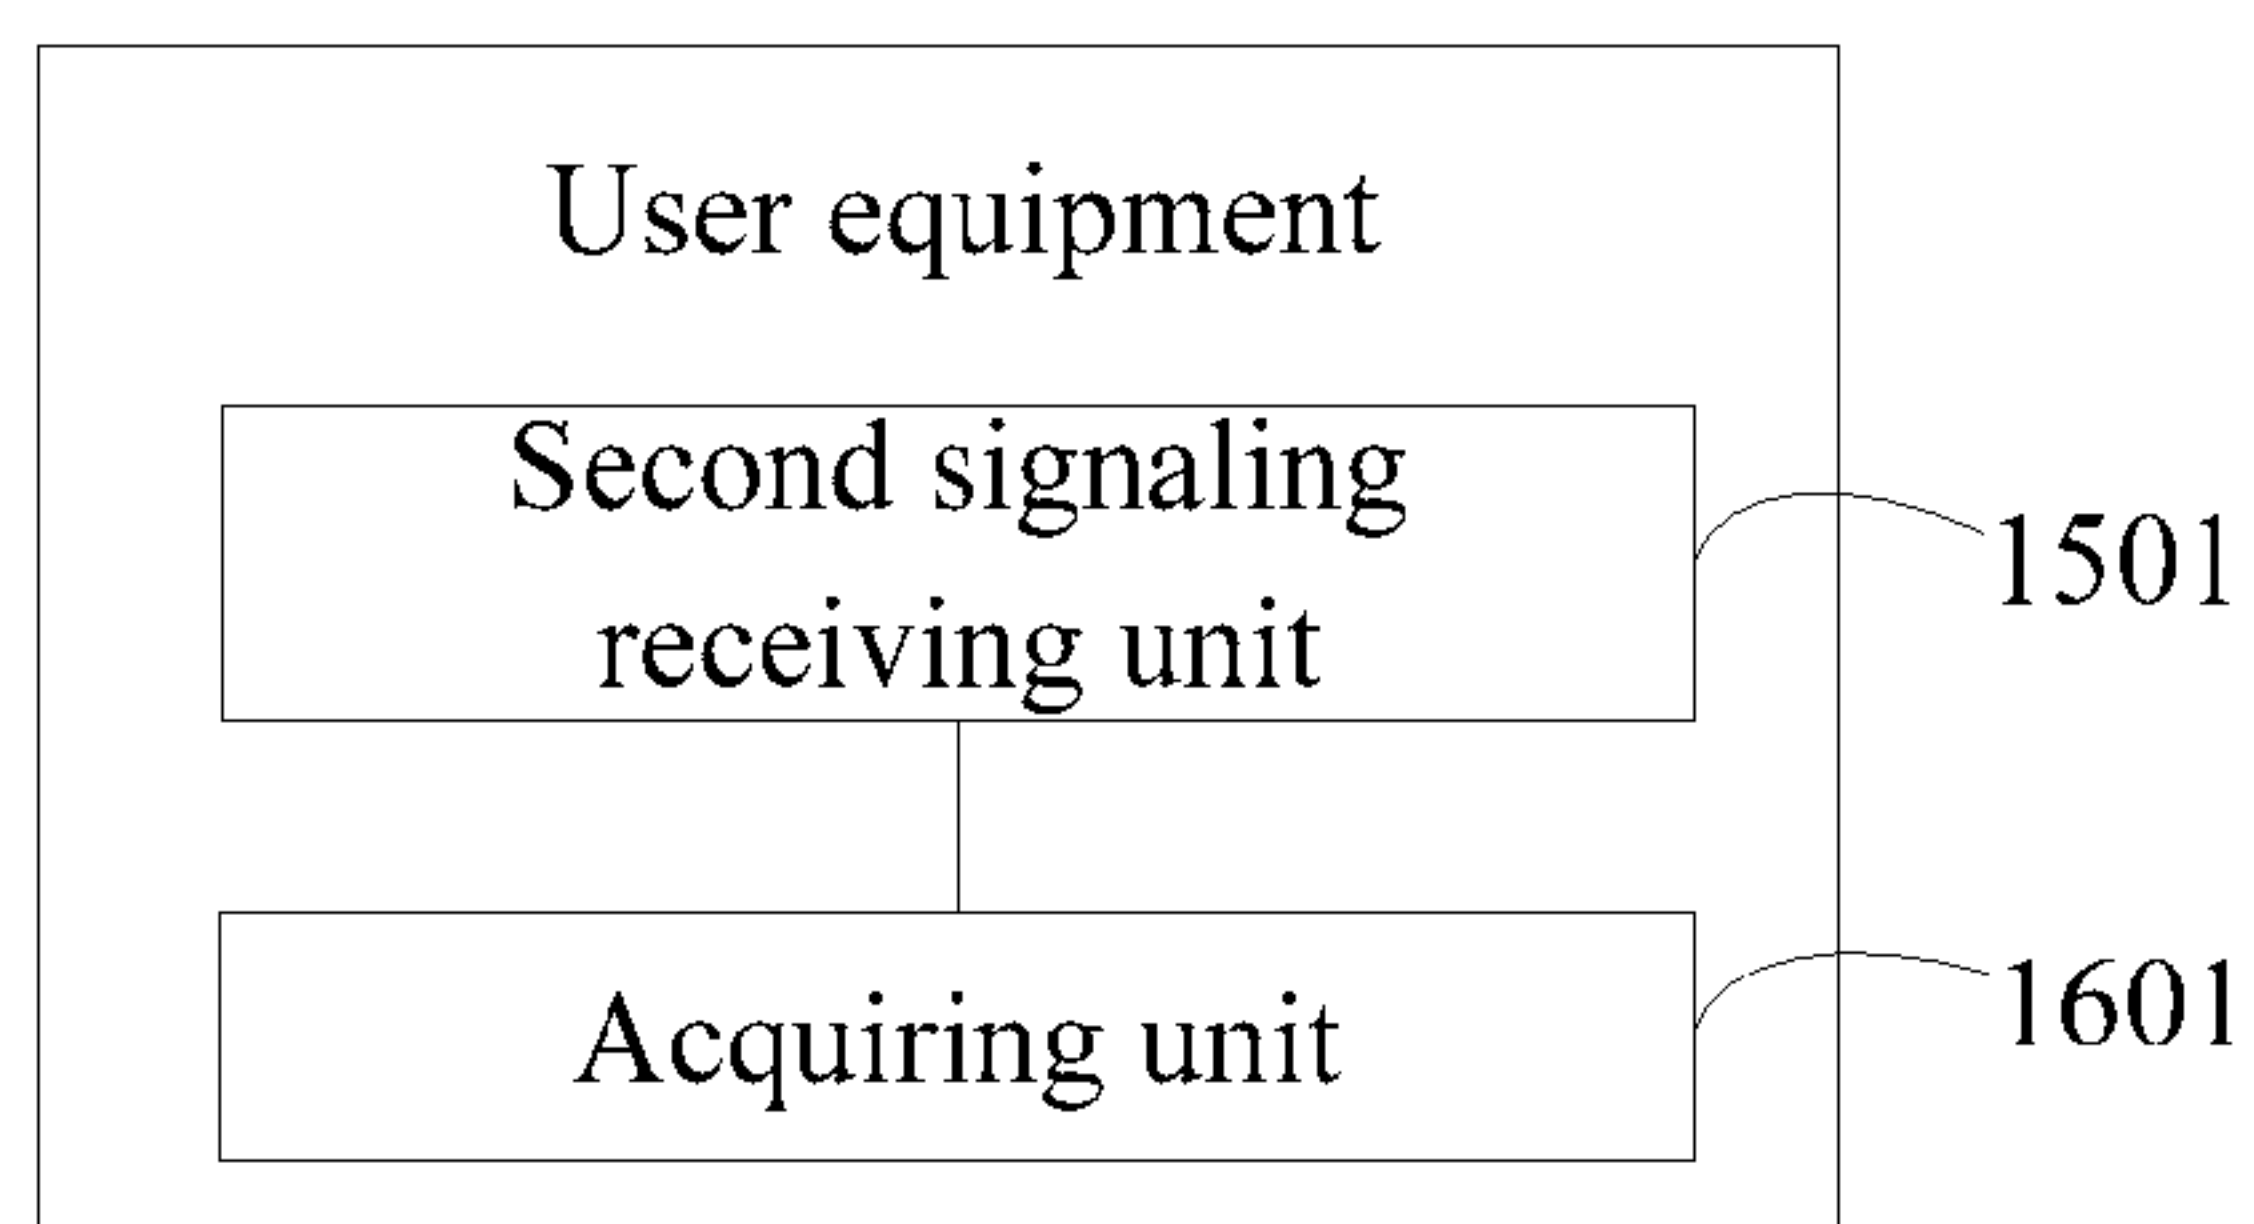 User equipment
Second signaling
receiving unit
1501
Acquiring unit
1601